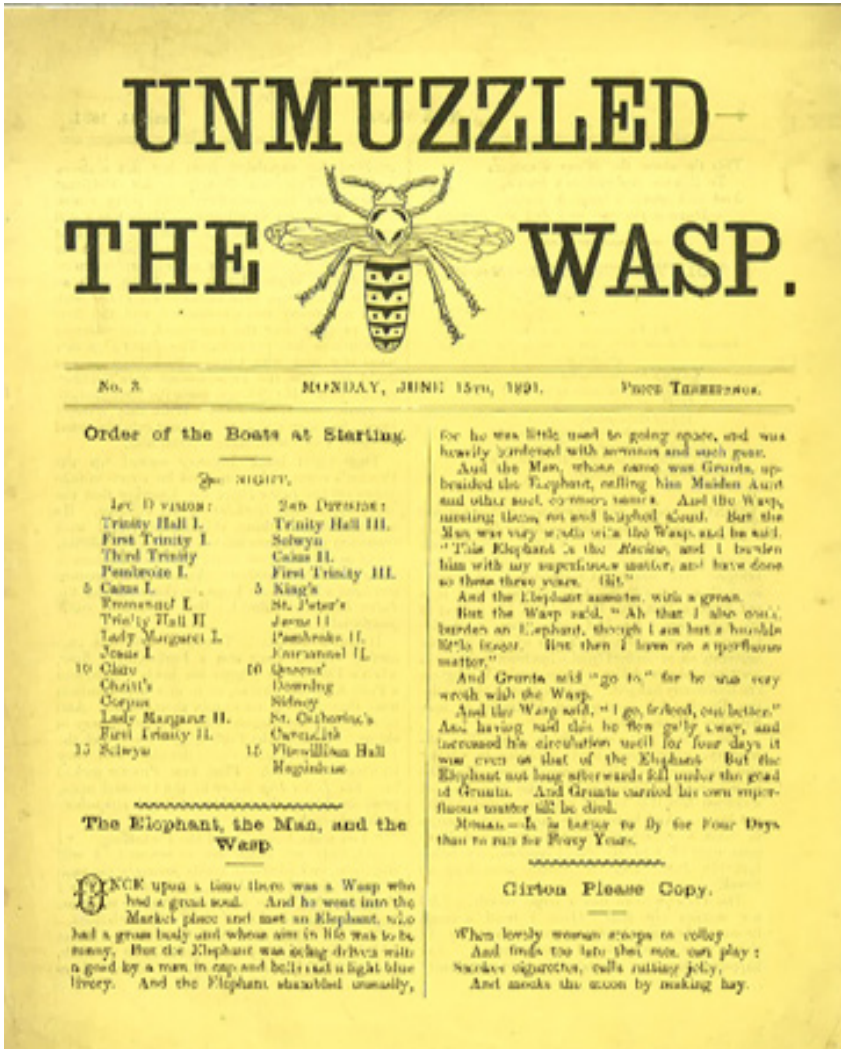 UNMUZZLED
THE WASP.
No. 3. MONDAY, JUNE 15TH, 1891. PRICE THREEPENCE.
Order of the Boats at Starting.
NIGHT.
1ST DIVISION:
Trinity Hall I.
First Trinity I.
Third Trinity
Pembroke I.
5 Caius I.
Emmanuel I.
Trinity Hall II
Lady Margaret I.
Jesus I.
10 Clare
Christ's
Corpus
Lady Margaret II.
First Trinity II.
15 Selwyn
2ND DIVISION:
Trinity Hall III.
Selwyn
Caius II.
First Trinity III.
5 King's
St. Peter's
Jesus II
Pembroke II.
Emmanuel II.
10 Queens'
Downing
Sidney
St. Catharine's
Cavendish
15 Fitzwilliam Hall
Magdalene
The Elephant, the Man, and the
Wasp.
ONCE upon a time there was a Wasp who
had a great soul. And he went into the
Market place and met an Elephant, who
had a gross body and whose aim in life was to be
funny. But the Elephant was being driven with
a goad by a man in cap and bells and a light blue
livery. And the Elephant shambled uneasily,
for he was little used to going apace, and was
heavily burdened with sermons and such gear.
And the Man, whose name was Grunta, up-
braided the Elephant, calling him Maiden Aunt
and other such common names. And the Wasp,
meeting them, sat and laughed aloud. But the
Man was very wroth with the Wasp, and he said,
"This Elephant is the Review, and I burden
him with my superfluous matter, and have done
so these three years.
And the Elephant assented with a groan.
But the Wasp said, "Ah that I also could
burden an Elephant, though I am but a humble
little insect. But then I have no superfluous
matter."
And Grunta said "go to," for he was very
wroth with the Wasp.
And the Wasp said, "I go, indeed, one better."
And having said this he flew gaily away, and
increased his circulation until for four days it
was even as that of the Elephant But the
Elephant not long afterwards fell under the goad
of Grunta. And Grunta carried his own super-
fluous matter till he died.
MORAL.—It is better to fly for Four Days
than to run for Forty Years.
Girton Please Copy.
When lovely woman stoops to volley
And finds too late that men can play:
Smokes cigarettes, calls rutting jolly,
And mocks the moon by making hay.